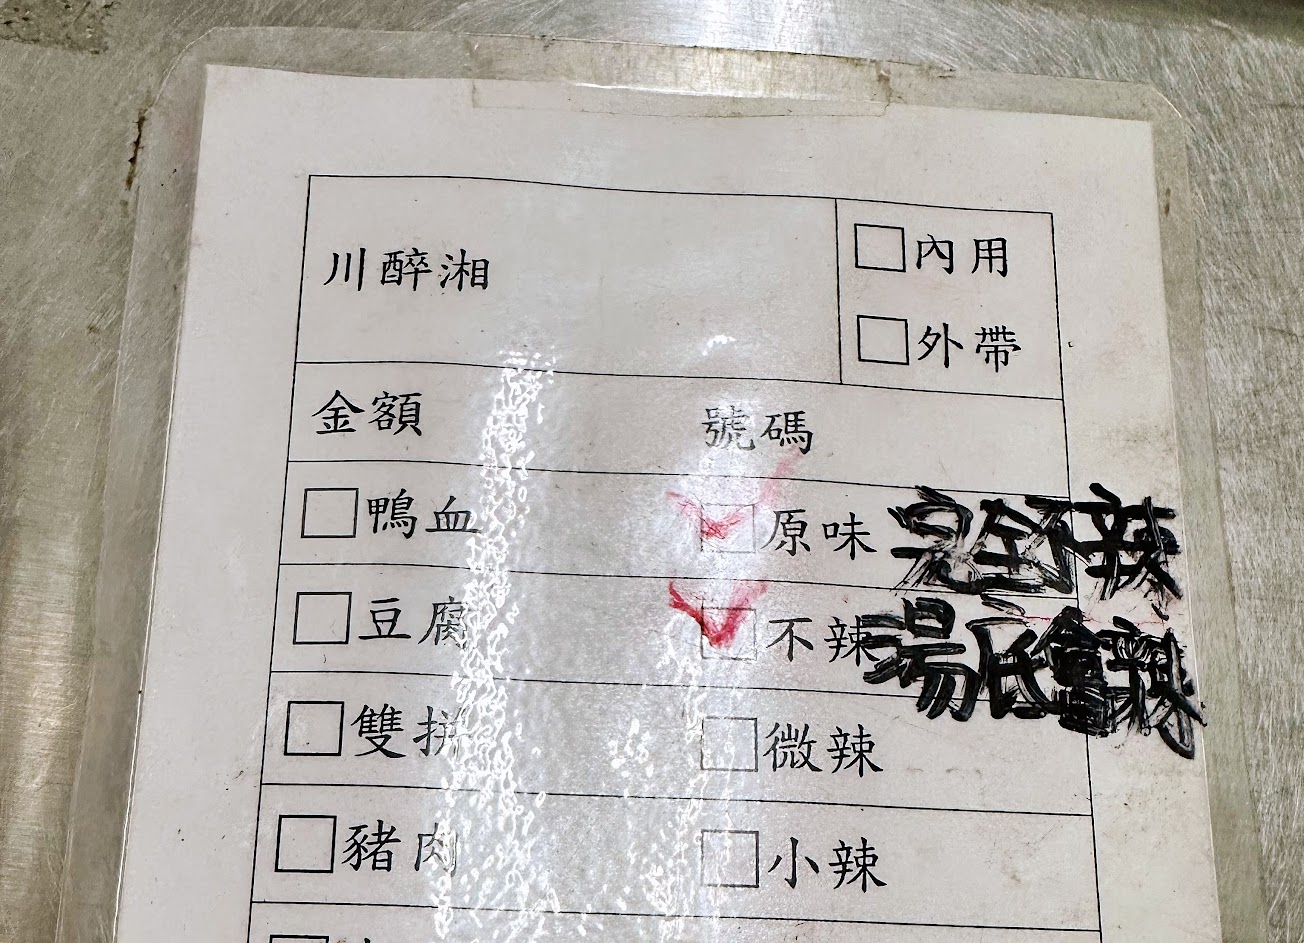 川醉湘
□內用
□外帶
金額 號碼
□鴨血 □原味 完全不辣
□豆腐 □不辣 湯底會辣
□雙拼 □微辣
□豬肉 □小辣